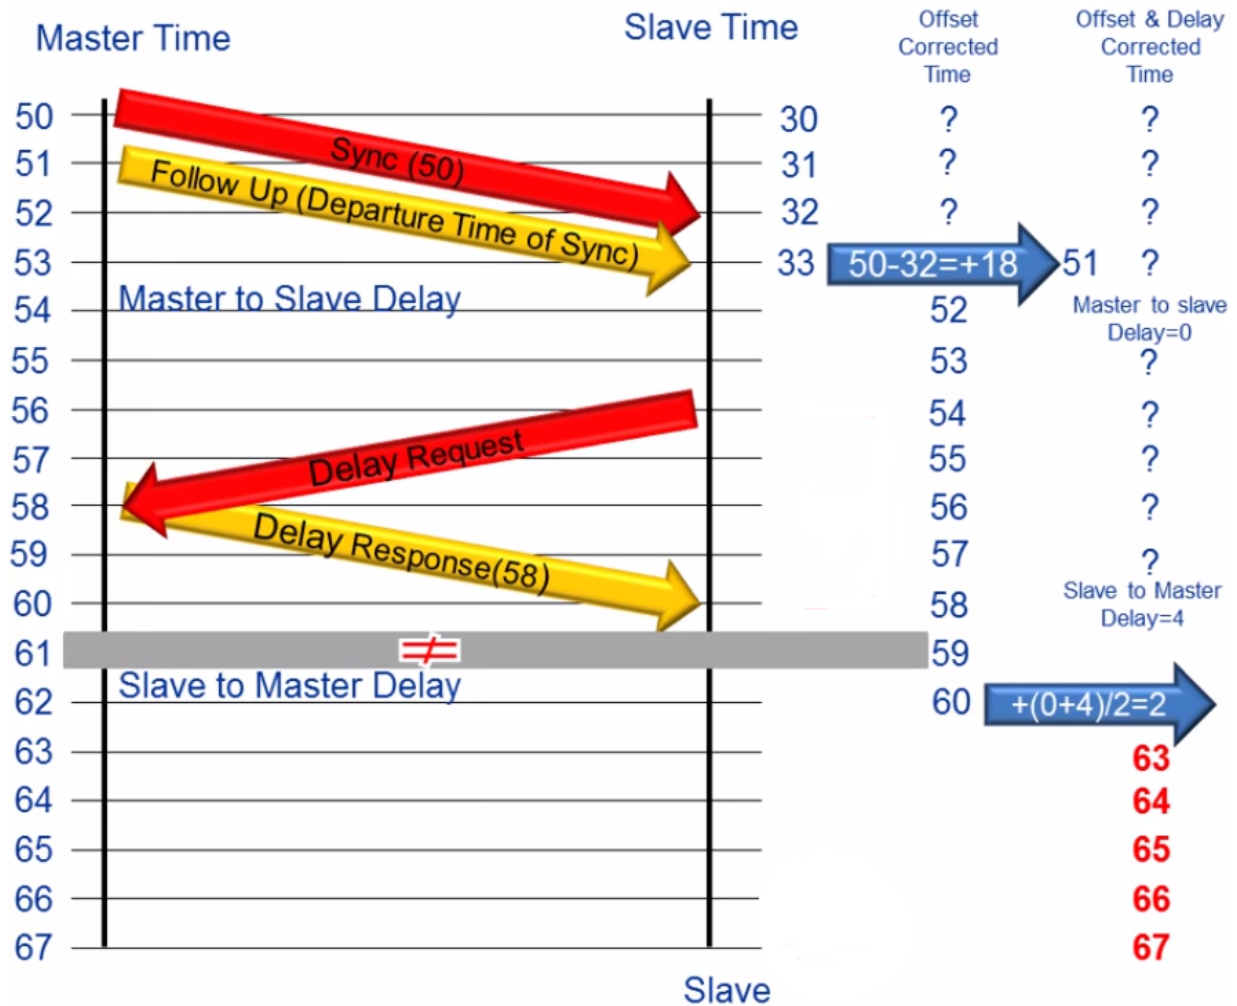 Master Time
Slave Time
Offset
Corrected
Time
Offset & Delay
Corrected
Time
50
30
?
?
Sync (50)
51
31
?
?
Follow Up (Departure Time of Sync)
52
32
?
?
53
33
50-32=+18
51
?
Master to Slave Delay
54
52
Master to slave
Delay=0
55
53
?
56
54
?
Delay Request
57
55
?
58
56
?
Delay Response(58)
59
57
?
60
58
Slave to Master
Delay=4
61
≠
59
Slave to Master Delay
62
60
+(0+4)/2=2
63
63
64
64
65
65
66
66
67
67
Slave